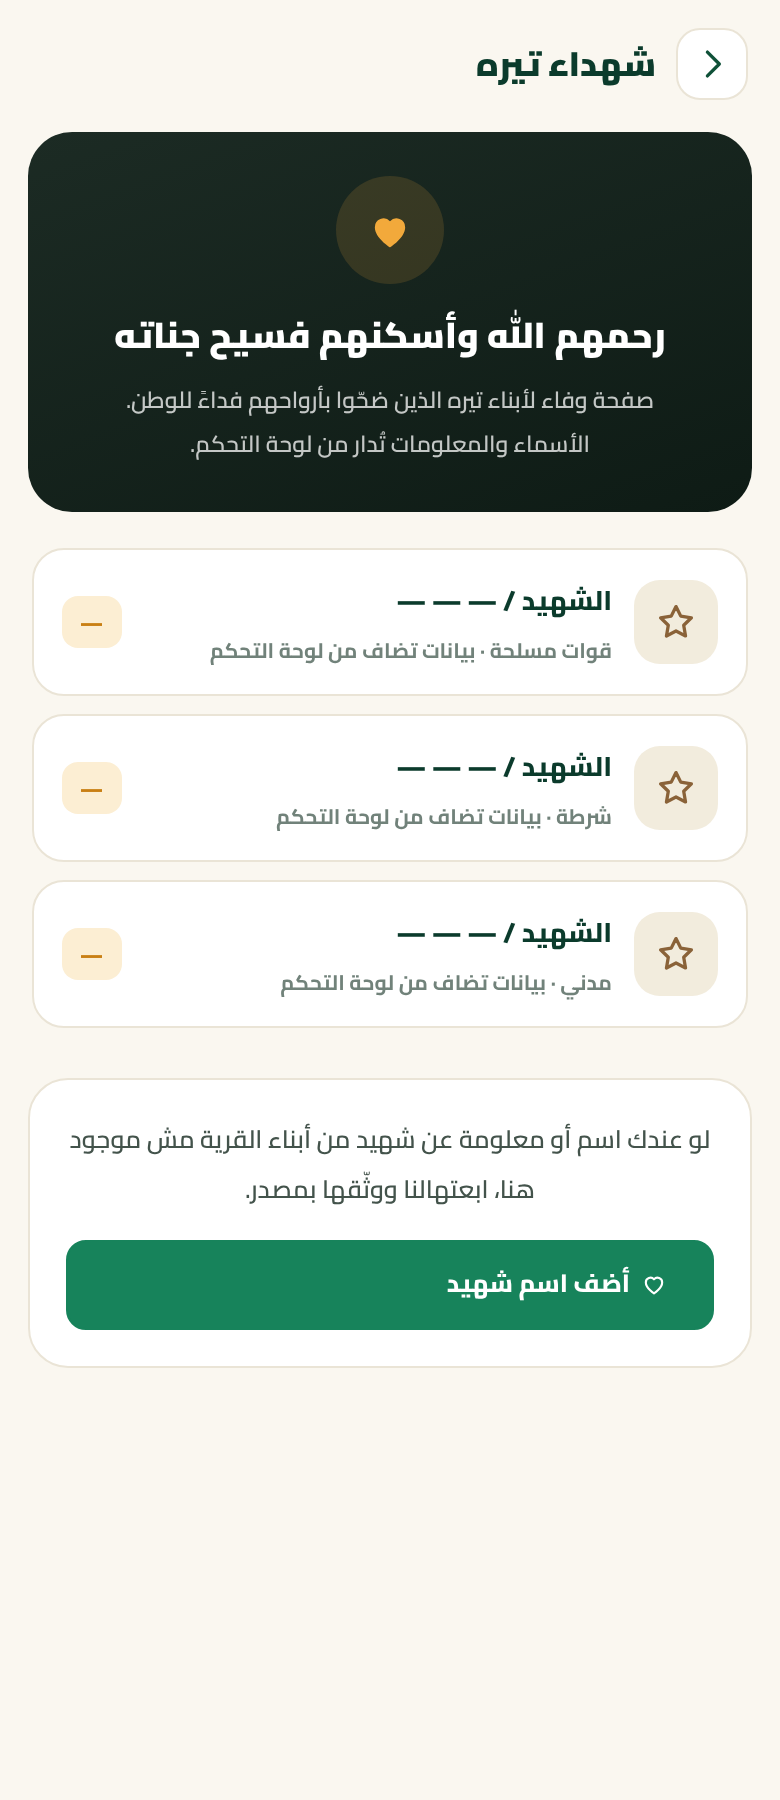 شهداء تيره
رحمهم الله وأسكنهم فسيح جناته
صفحة وفاء لأبناء تيره الذين ضحّوا بأرواحهم فداءً للوطن.
الأسماء والمعلومات تُدار من لوحة التحكم.
الشهيد / — — —
قوات مسلحة · بيانات تضاف من لوحة التحكم
—
الشهيد / — — —
شرطة · بيانات تضاف من لوحة التحكم
—
الشهيد / — — —
مدني · بيانات تضاف من لوحة التحكم
—
لو عندك اسم أو معلومة عن شهيد من أبناء القرية مش موجود
هنا، ابعتهالنا ووثّقها بمصدر.
أضف اسم شهيد